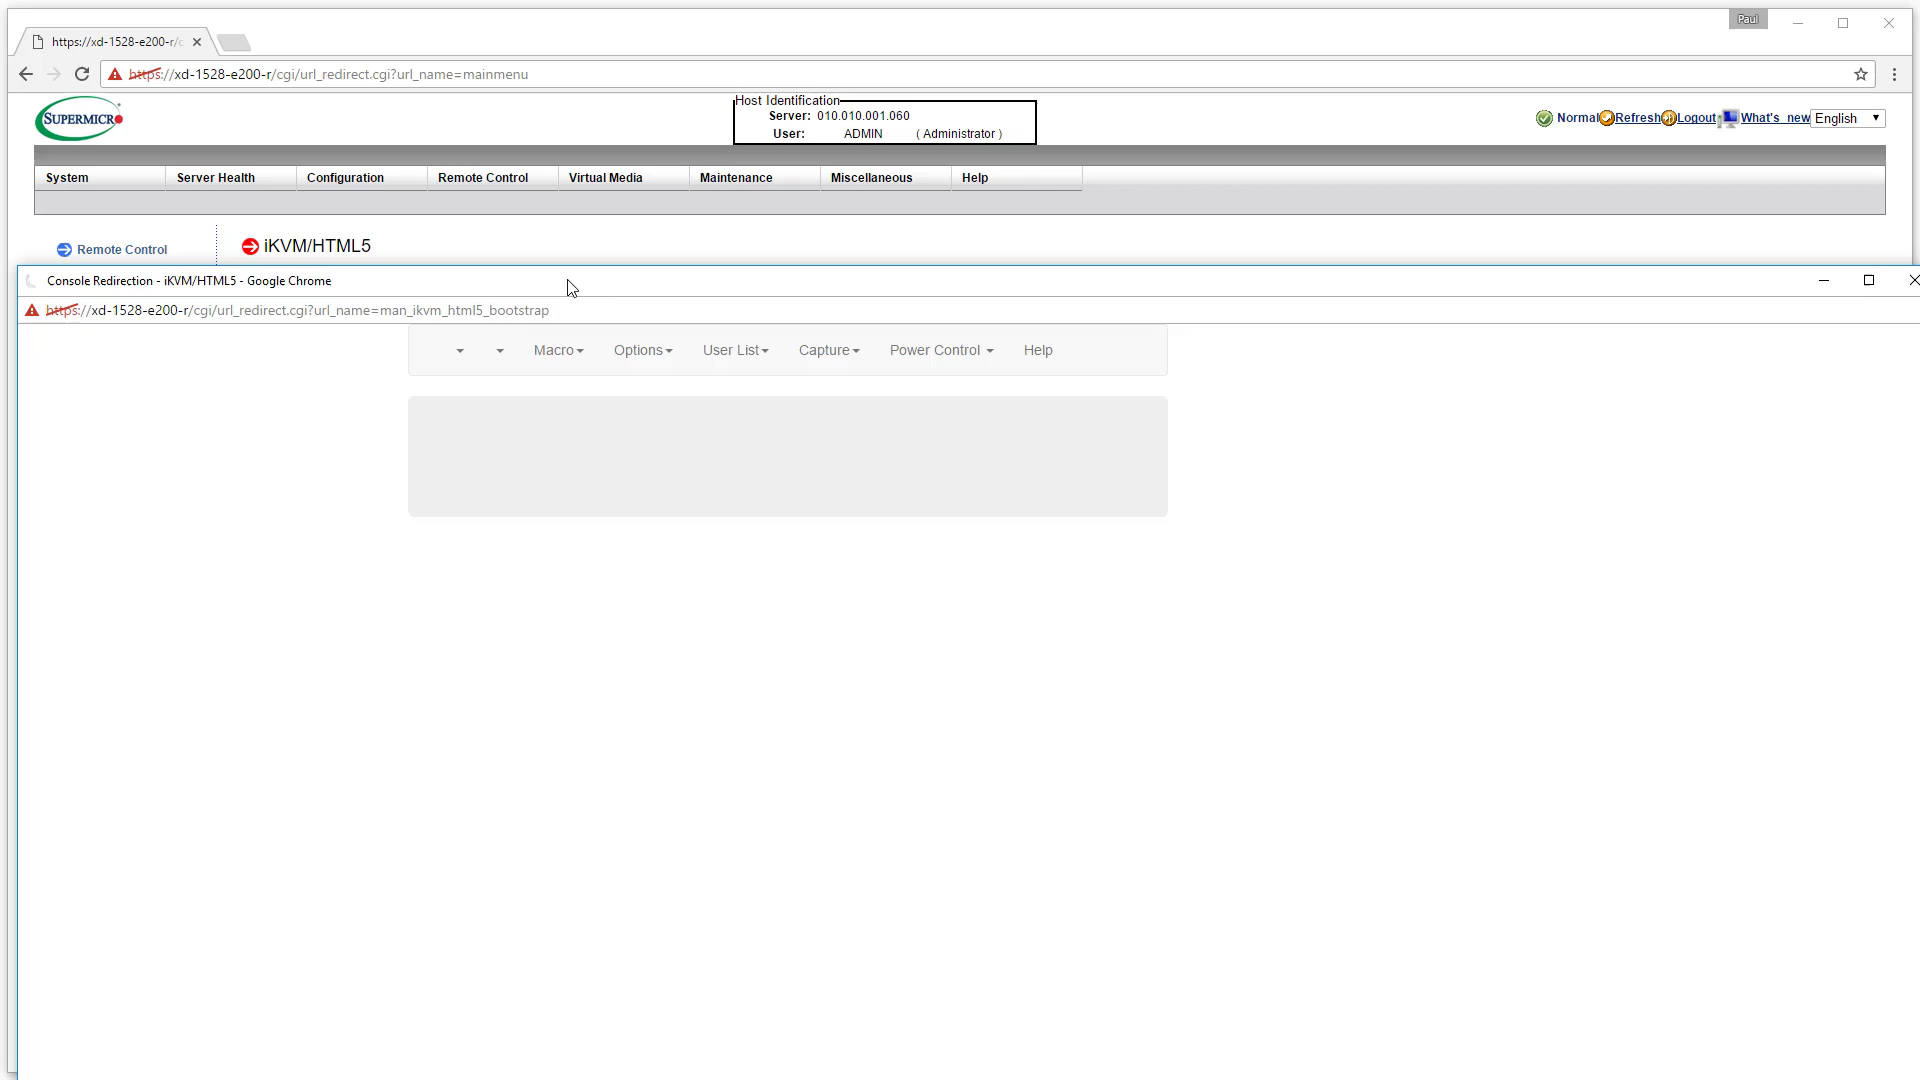 Paul
https://xd-1528-e200-r/c
https://xd-1528-e200-r/cgi/url_redirect.cgi?url_name=mainmenu
SUPERMICR
Host Identification
Server: 010.010.001.060
User: ADMIN ( Administrator )
Normal Refresh Logout What's new English
System Server Health Configuration Remote Control Virtual Media Maintenance Miscellaneous Help
Remote Control
iKVM/HTML5
Console Redirection - iKVM/HTML5 - Google Chrome
https://xd-1528-e200-r/cgi/url_redirect.cgi?url_name=man_ikvm_html5_bootstrap
Macro Options User List Capture Power Control Help